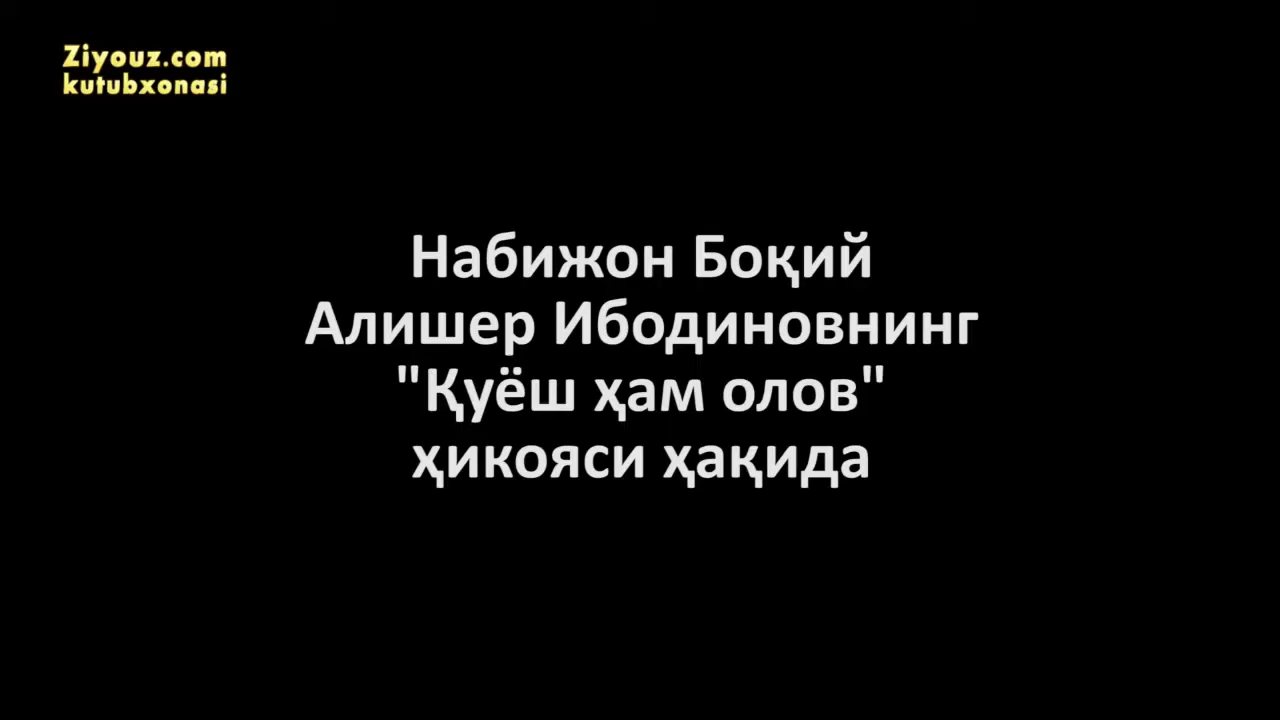 Ziyouz.com
kutubxonasi
Набижон Боқий
Алишер Ибодиновнинг
"Қуёш ҳам олов"
ҳикояси ҳақида